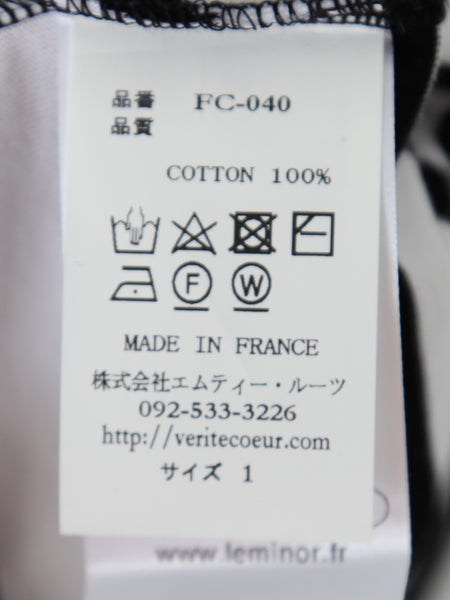 品番 FC-040
品質
COTTON 100%
F W
MADE IN FRANCE
株式会社エムティー・ルーツ
092-533-3226
http://veritecoeur.com
サイズ 1
www.leminor.fr